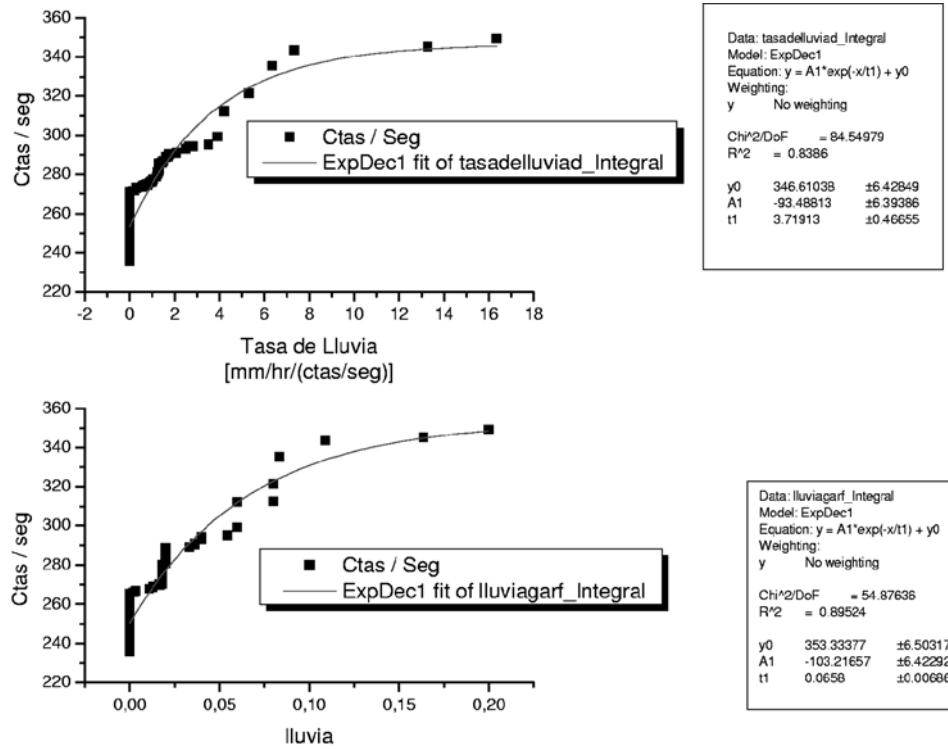 360
340
320
300
280
260
240
220
Ctas / seg
-2 0 2 4 6 8 10 12 14 16 18
Tasa de Lluvia
[mm/hr/(ctas/seg)]
Ctas / Seg
ExpDec1 fit of tasadelluviad_Integral
Data: tasadelluviad_Integral
Model: ExpDec1
Equation: y = A1*exp(-x/t1) + y0
Weighting:
y No weighting
Chi^2/DoF = 84.54979
R^2 = 0.8386
y0 346.61038 ±6.42849
A1 -93.48813 ±6.39386
t1 3.71913 ±0.46655
360
340
320
300
280
260
240
220
Ctas / seg
0,00 0,05 0,10 0,15 0,20
lluvia
Ctas / Seg
ExpDec1 fit of lluviagarf_Integral
Data: lluviagarf_Integral
Model: ExpDec1
Equation: y = A1*exp(-x/t1) + y0
Weighting:
y No weighting
Chi^2/DoF = 54.87636
R^2 = 0.89524
y0 353.33377 ±6.50317
A1 -103.21657 ±6.42292
t1 0.0658 ±0.00686